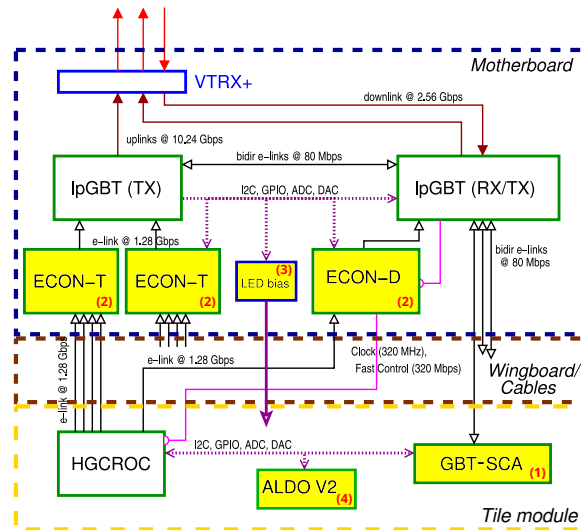 Motherboard
VTRX+
downlink @ 2.56 Gbps
uplinks @ 10.24 Gbps
bidir e-links @ 80 Mbps
lpGBT (TX)
lpGBT (RX/TX)
I2C, GPIO, ADC, DAC
e-link @ 1.28 Gbps
bidir e-links
@ 80 Mbps
ECON-T
(2)
ECON-T
(2)
(3)
LED bias
ECON-D
(2)
e-link @ 1.28 Gbps
e-link @ 1.28 Gbps
Clock (320 MHz),
Fast Control (320 Mbps)
Wingboard/
Cables
HGCROC
I2C, GPIO, ADC, DAC
ALDO V2
(4)
GBT-SCA
(1)
Tile module